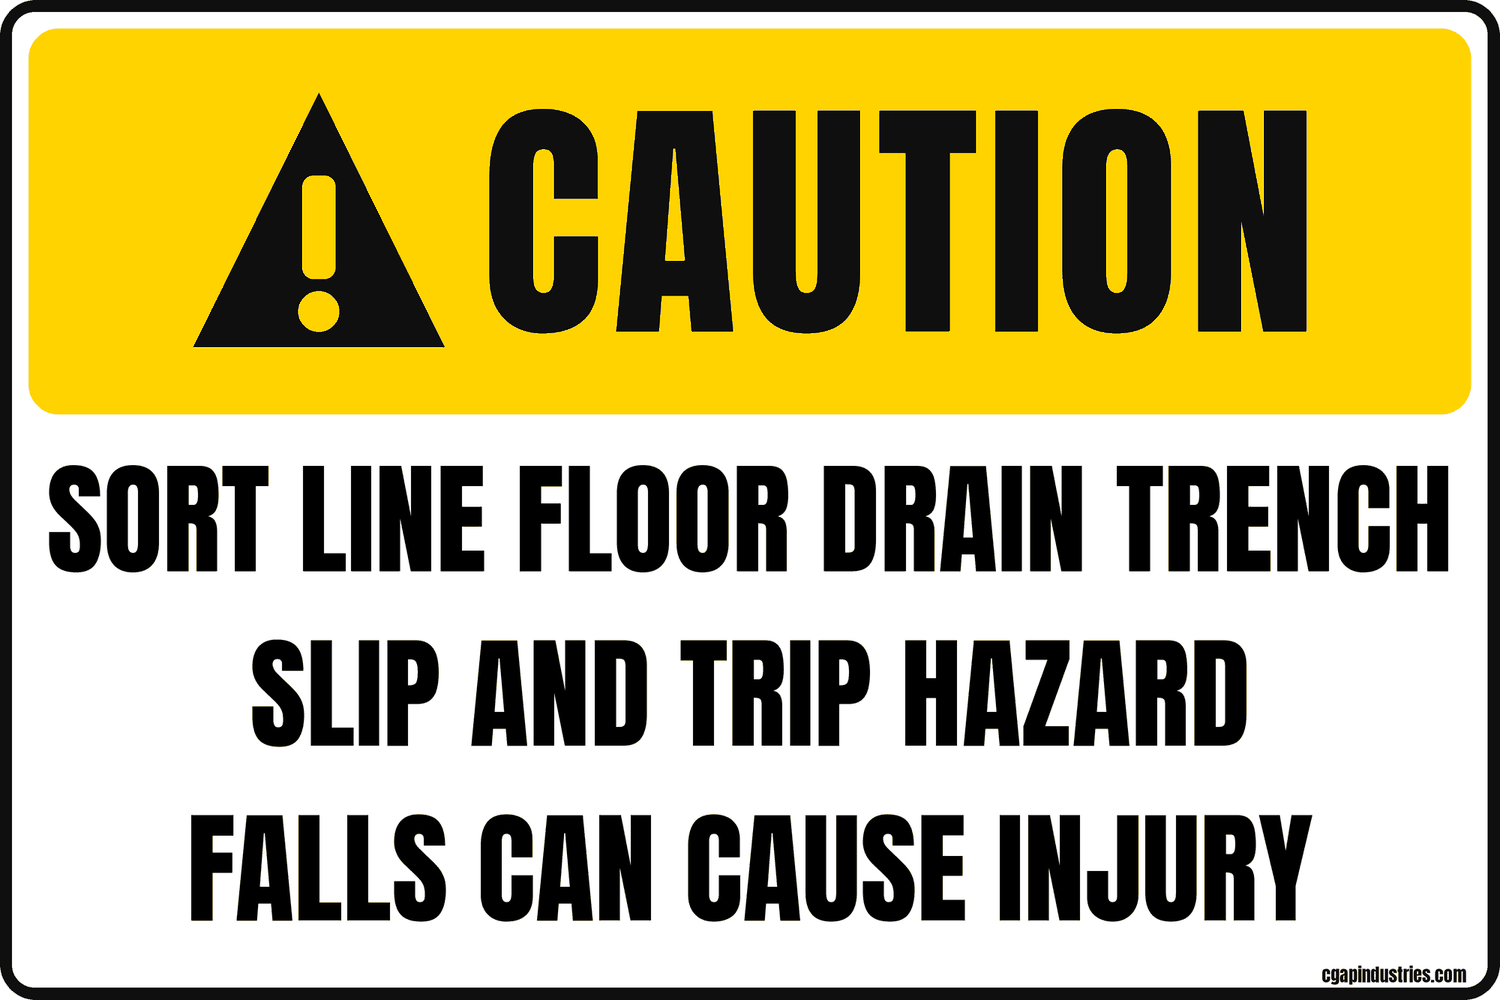 CAUTION
SORT LINE FLOOR DRAIN TRENCH
SLIP AND TRIP HAZARD
FALLS CAN CAUSE INJURY
cgapindustries.com